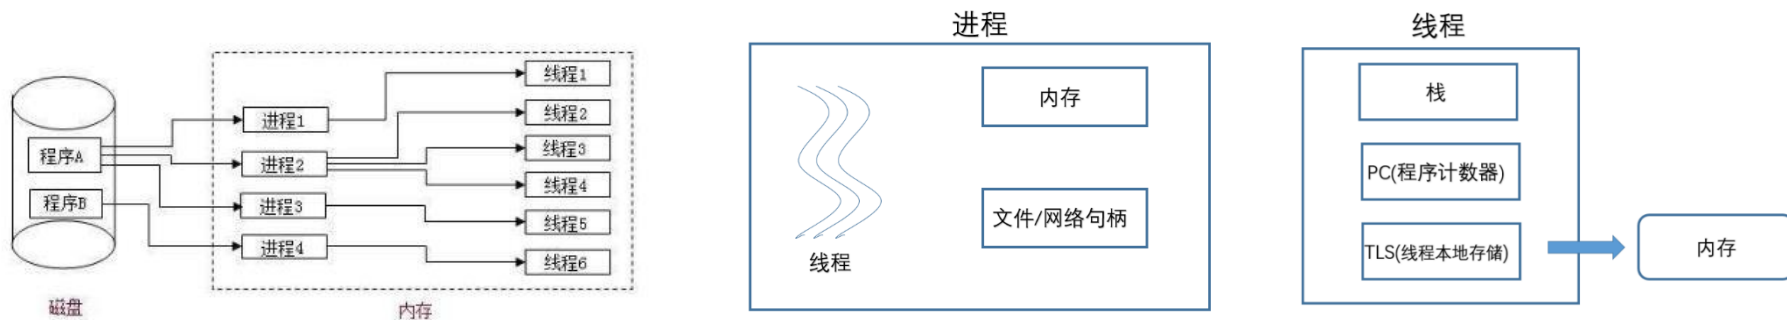 程序A
程序B
磁盘
进程1
进程2
进程3
进程4
线程1
线程2
线程3
线程4
线程5
线程6
内存
进程
线程
内存
文件/网络句柄
线程
栈
PC(程序计数器)
TLS(线程本地存储)
内存